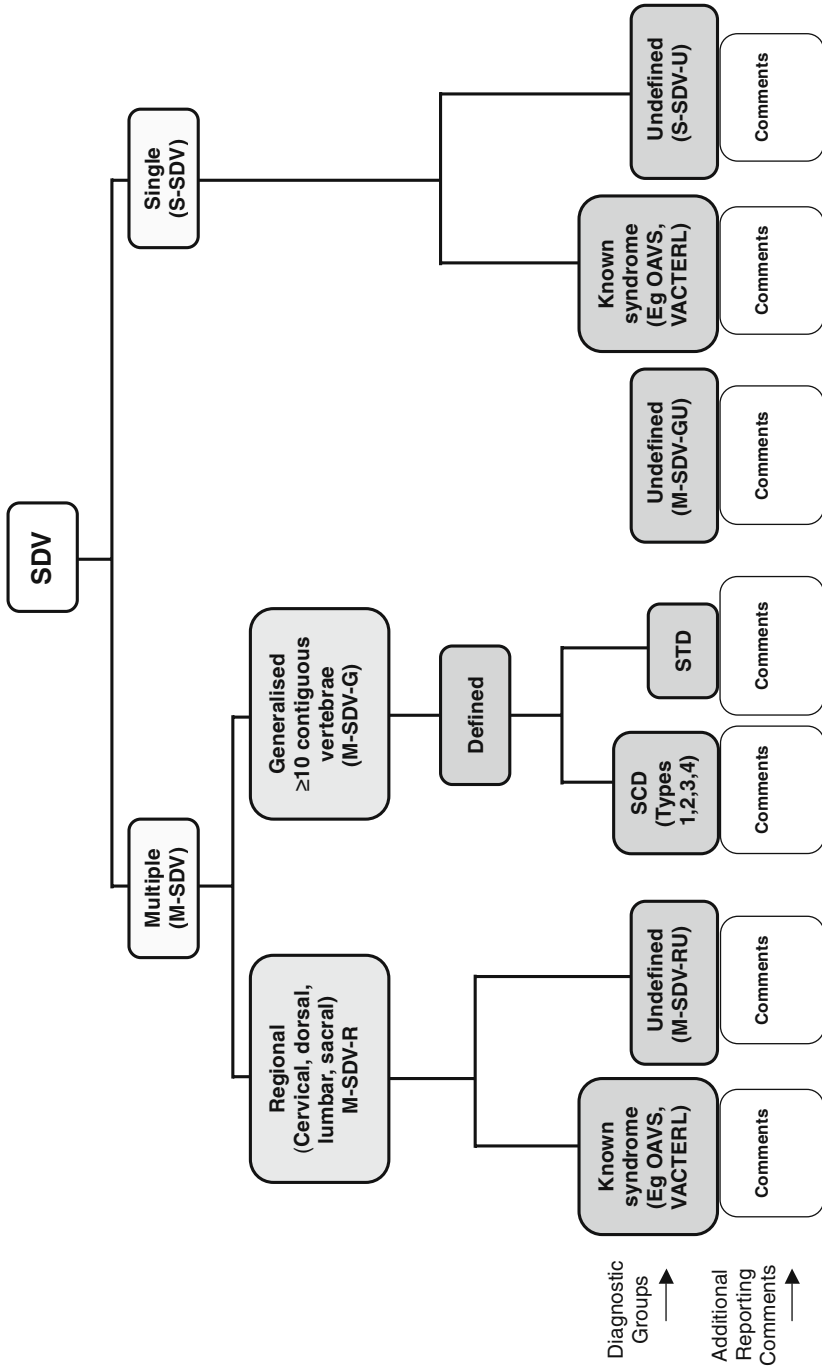 SDV
Multiple
(M-SDV)
Single
(S-SDV)
Regional
(Cervical, dorsal,
lumbar, sacral)
M-SDV-R
Generalised
≥10 contiguous
vertebrae
(M-SDV-G)
Defined
Diagnostic
Groups
Known
syndrome
(Eg OAVS,
VACTERL)
Undefined
(M-SDV-RU)
SCD
(Types
1,2,3,4)
STD
Undefined
(M-SDV-GU)
Known
syndrome
(Eg OAVS,
VACTERL)
Undefined
(S-SDV-U)
Additional
Reporting
Comments
Comments
Comments
Comments
Comments
Comments
Comments
Comments